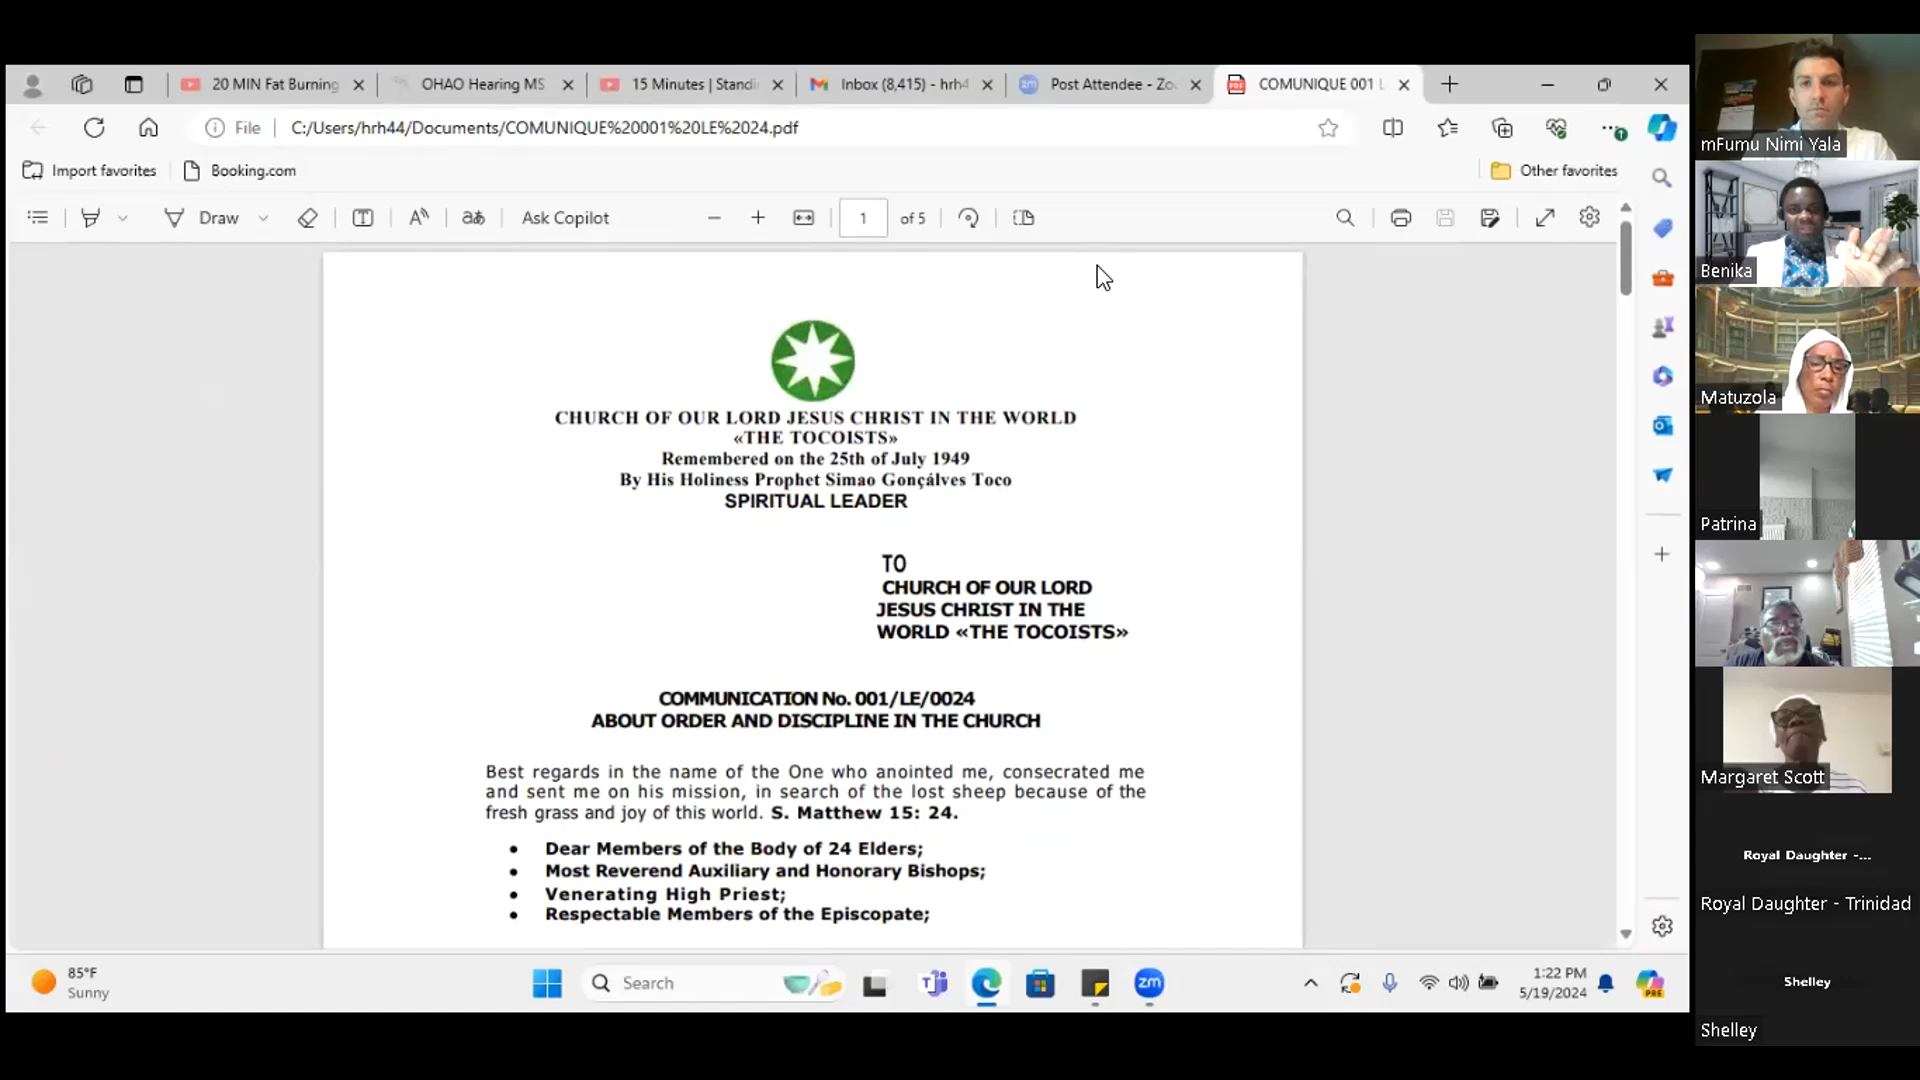 20 MIN Fat Burning
OHAO Hearing MS
15 Minutes | Standi
Inbox (8,415) - hrh4
Post Attendee - Zo
COMUNIQUE 001 L
File
C:/Users/hrh44/Documents/COMUNIQUE%20001%20LE%2024.pdf
Import favorites
Booking.com
Other favorites
Draw
aあ
Ask Copilot
1 of 5
CHURCH OF OUR LORD JESUS CHRIST IN THE WORLD
«THE TOCOISTS»
Remembered on the 25th of July 1949
By His Holiness Prophet Simao Gonçálves Toco
SPIRITUAL LEADER
TO
CHURCH OF OUR LORD
JESUS CHRIST IN THE
WORLD «THE TOCOISTS»
COMMUNICATION No. 001/LE/0024
ABOUT ORDER AND DISCIPLINE IN THE CHURCH
Best regards in the name of the One who anointed me, consecrated me
and sent me on his mission, in search of the lost sheep because of the
fresh grass and joy of this world. S. Matthew 15: 24.
• Dear Members of the Body of 24 Elders;
• Most Reverend Auxiliary and Honorary Bishops;
• Venerating High Priest;
• Respectable Members of the Episcopate;
85°F
Sunny
Search
zm
1:22 PM
5/19/2024
PRE
mFumu Nimi Yala
Benika
Matuzola
Patrina
Margaret Scott
Royal Daughter -...
Royal Daughter - Trinidad
Shelley
Shelley